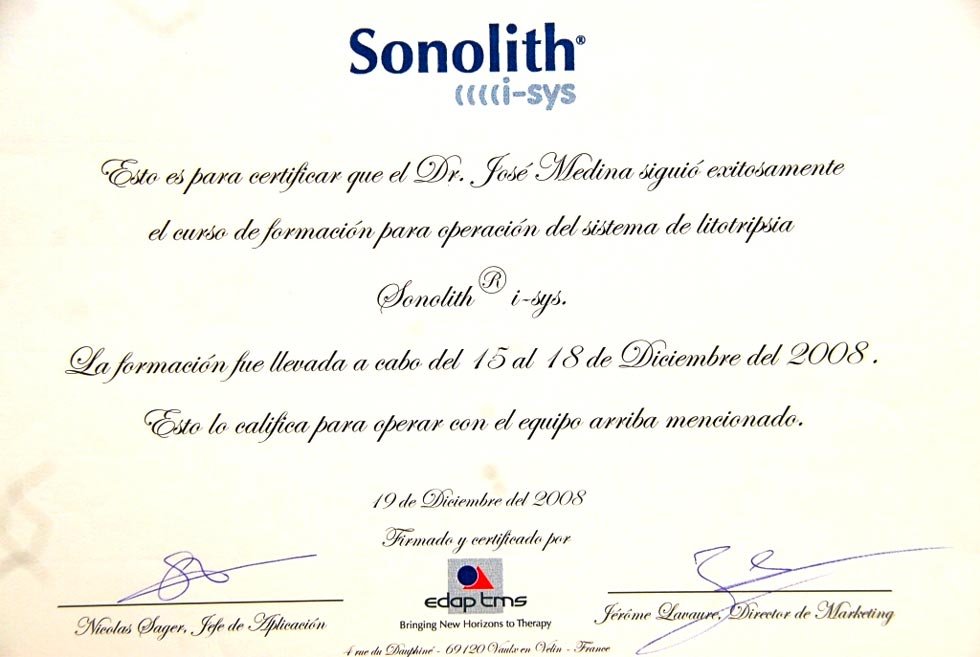 Sonolith®
i-sys
Esto es para certificar que el Dr. José Medina siguió exitosamente
el curso de formación para operación del sistema de litotripsia
Sonolith® i-sys.
La formación fue llevada a cabo del 15 al 18 de Diciembre del 2008.
Esto lo califica para operar con el equipo arriba mencionado.
19 de Diciembre del 2008
Firmado y certificado por
Nicolas Sager, Jefe de Aplicación
edap tms
Bringing New Horizons to Therapy
Jérôme Lacaure, Director de Marketing
4 rue du Dauphiné - 69120 Vaulx en Velin - France